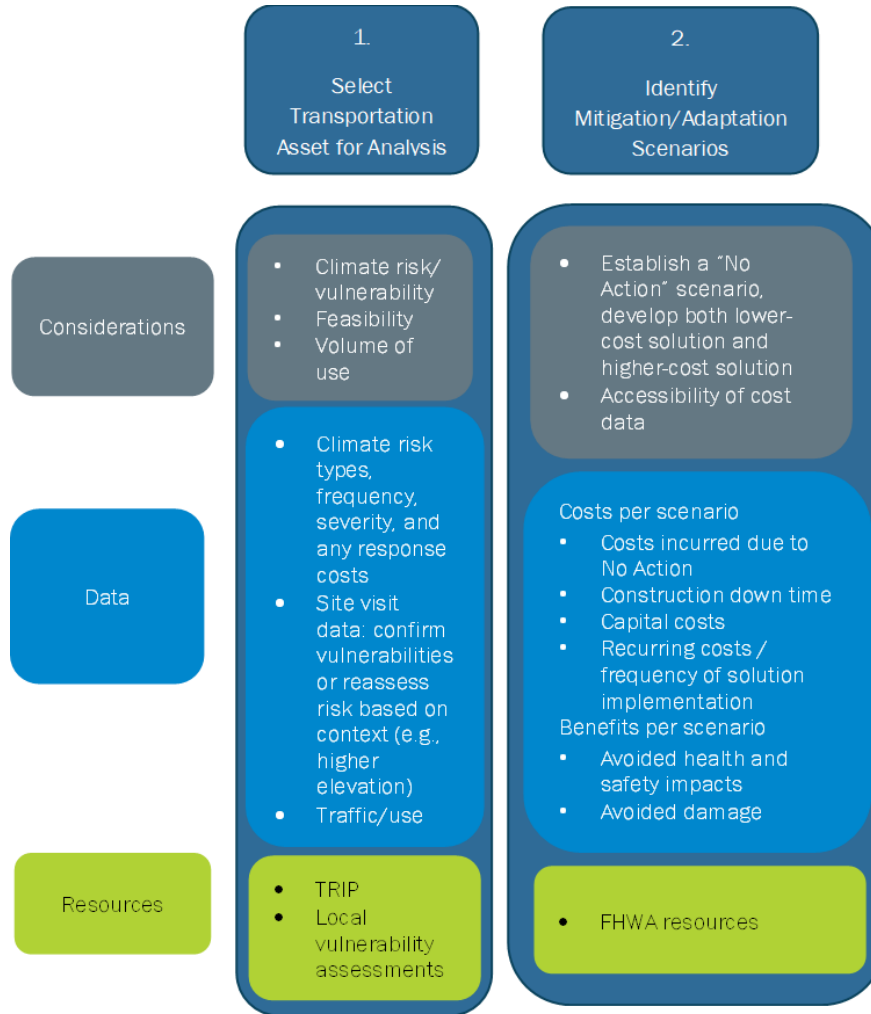 1.
Select
Transportation
Asset for Analysis
2.
Identify
Mitigation/Adaptation
Scenarios
Considerations
• Climate risk/
vulnerability
• Feasibility
• Volume of
use
• Establish a “No
Action” scenario,
develop both lower-
cost solution and
higher-cost solution
• Accessibility of cost
data
Data
• Climate risk
types,
frequency,
severity, and
any response
costs
• Site visit
data: confirm
vulnerabilities
or reassess
risk based on
context (e.g.,
higher
elevation)
• Traffic/use
Costs per scenario
• Costs incurred due to
No Action
• Construction down time
• Capital costs
• Recurring costs /
frequency of solution
implementation
Benefits per scenario
• Avoided health and
safety impacts
• Avoided damage
Resources
• TRIP
• Local
vulnerability
assessments
• FHWA resources